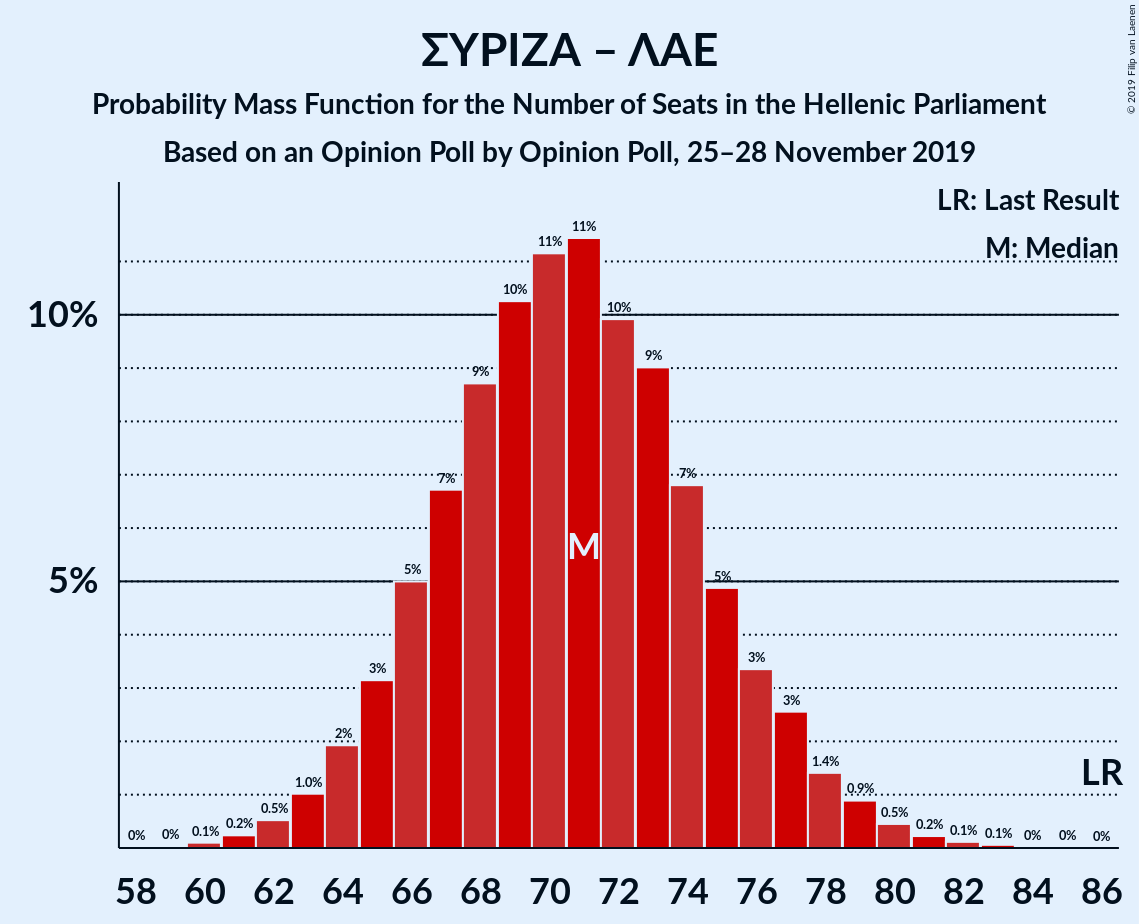 ΣΥΡΙΖΑ – ΛΑΕ
Probability Mass Function for the Number of Seats in the Hellenic Parliament
Based on an Opinion Poll by Opinion Poll, 25–28 November 2019
© 2019 Filip van Laenen
LR: Last Result
M: Median
10%
5%
0% 0% 0.1% 0.2% 0.5% 1.0% 2% 3% 5% 7% 9% 10% 11% 11% 10% 9% 7% 5% 3% 3% 1.4% 0.9% 0.5% 0.2% 0.1% 0.1% 0% 0% 0%
M
LR
58 60 62 64 66 68 70 72 74 76 78 80 82 84 86